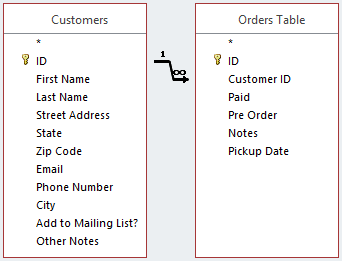 Customers
*
ID
First Name
Last Name
Street Address
State
Zip Code
Email
Phone Number
City
Add to Mailing List?
Other Notes
1
∞
Orders Table
*
ID
Customer ID
Paid
Pre Order
Notes
Pickup Date